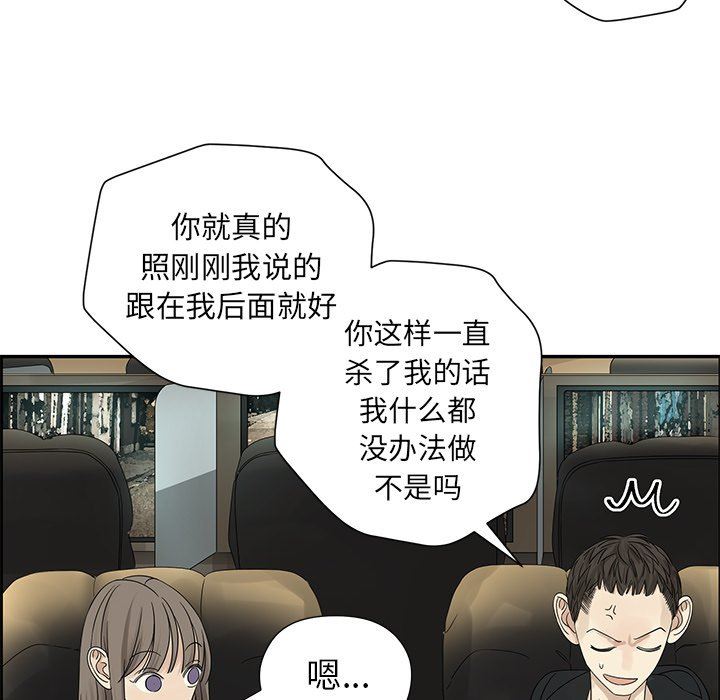 你就真的
照刚刚我说的
跟在我后面就好
你这样一直
杀了我的话
我什么都
没办法做
不是吗
嗯…